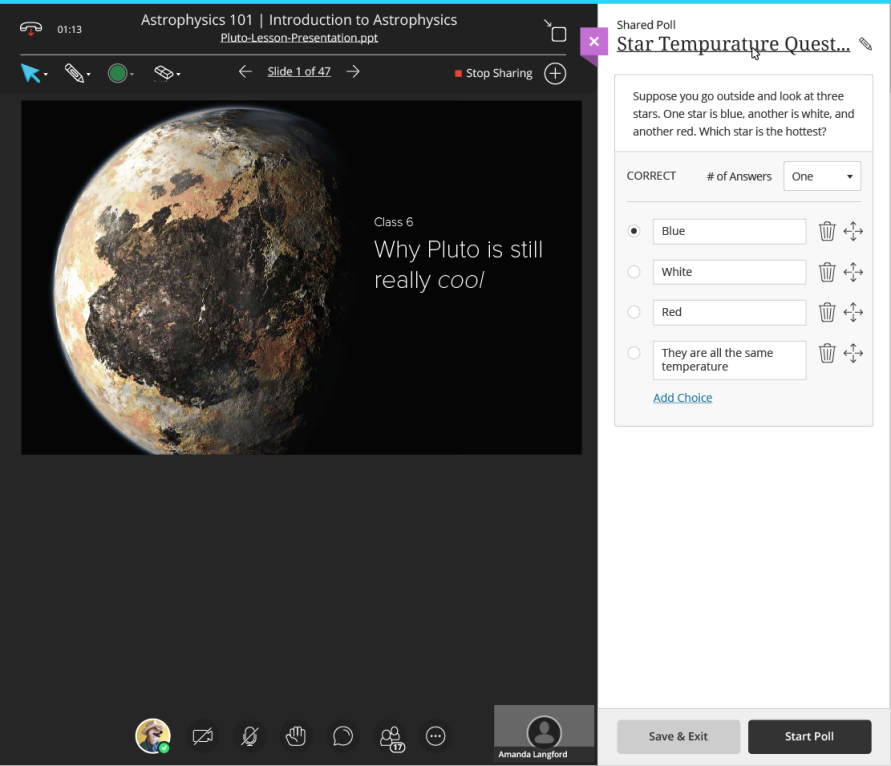 01:13
Astrophysics 101 | Introduction to Astrophysics
Pluto-Lesson-Presentation.ppt
Slide 1 of 47
Stop Sharing
Class 6
Why Pluto is still
really cool
17
Amanda Langford
Shared Poll
Star Tempurature Quest...
Suppose you go outside and look at three
stars. One star is blue, another is white, and
another red. Which star is the hottest?
CORRECT
# of Answers
One
Blue
White
Red
They are all the same
temperature
Add Choice
Save & Exit
Start Poll